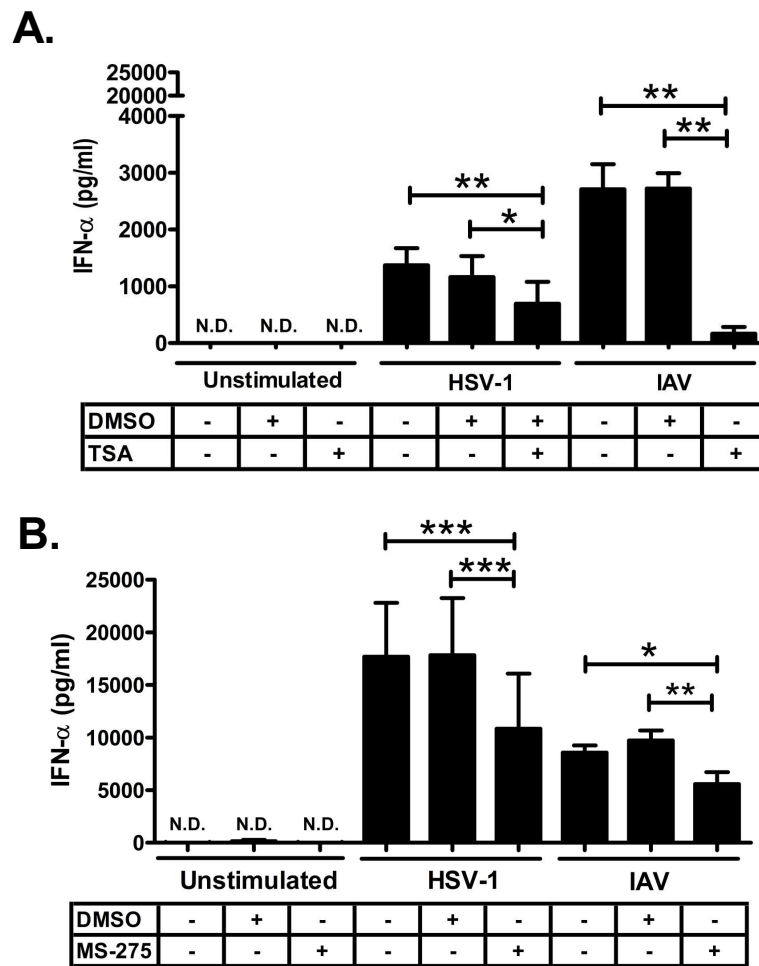 A.
25000
20000
4000
3000
2000
1000
0
IFN-α (pg/ml)
** **
** *
N.D. N.D. N.D.
Unstimulated HSV-1 IAV
DMSO - + - - + + - + -
TSA - - + - - + - - +
B.
25000
20000
15000
10000
5000
0
IFN-α (pg/ml)
***
***
*
**
N.D. N.D. N.D.
Unstimulated HSV-1 IAV
DMSO - + - - + - - + -
MS-275 - - + - - + - - +